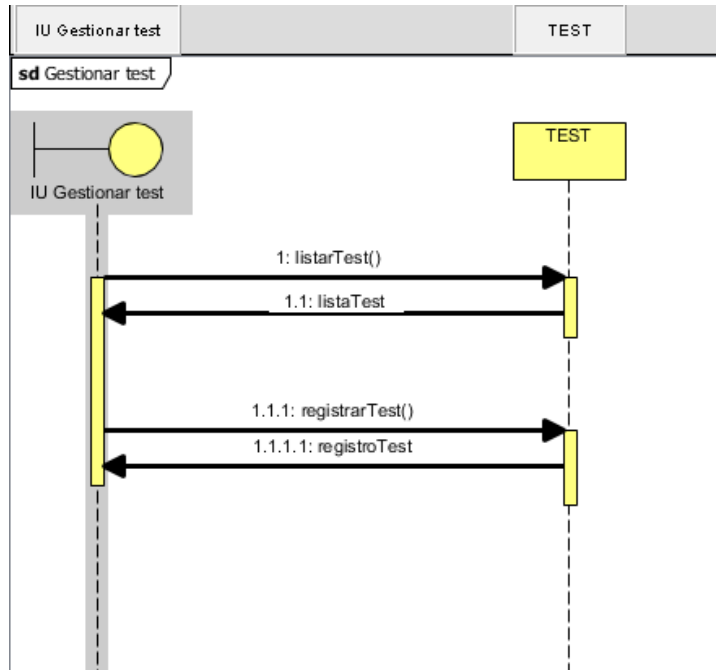 IU Gestionar test
TEST
sd Gestionar test
TEST
IU Gestionar test
1: listarTest()
1.1: listaTest
1.1.1: registrarTest()
1.1.1.1: registroTest